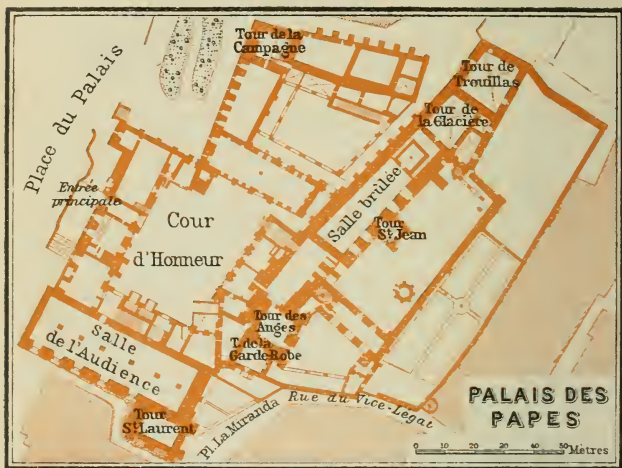 Tour de la
Campagne
Tour de
Trouillas
Tour de
la Glacière
Place du Palais
Entrée
principale
Cour
d'Honneur
Salle brûlée
Tour
St. Jean
Tour des
Anges
T. de la
Garde-Robe
Salle
de l'Audience
Tour
St. Laurent
Pl. La Miranda
Rue du Vice-Légat
PALAIS DES
PAPES
0 10 20 30 40 50 Mètres